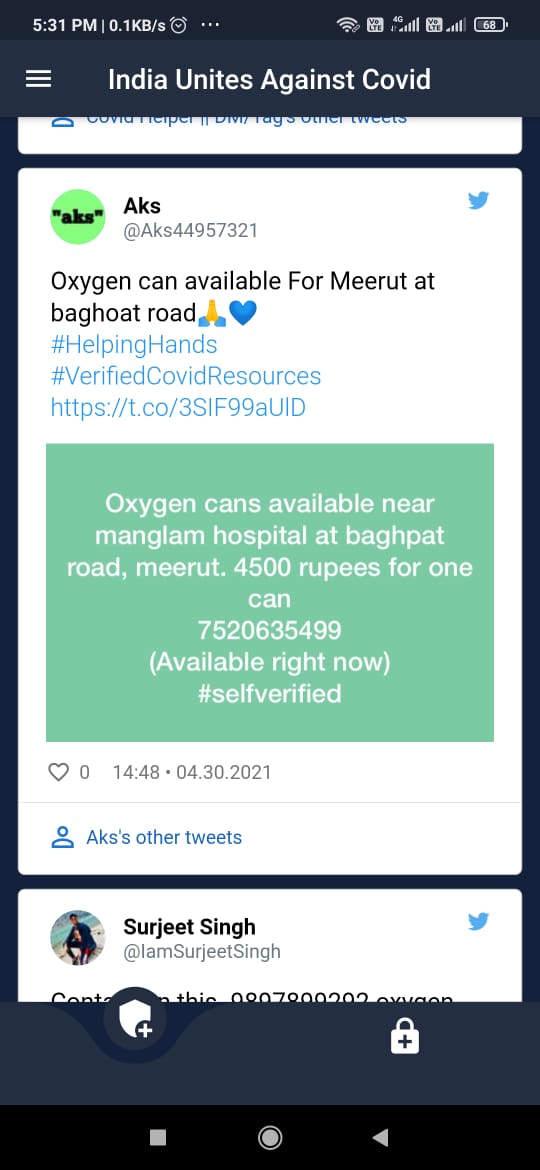 5:31 PM | 0.1KB/s
4G
Vo LTE
Vo LTE
68
India Unites Against Covid
Covid Helper || DM/Tag's other tweets
"aks"
Aks
@Aks44957321
Oxygen can available For Meerut at
baghoat road🙏💙
#HelpingHands
#VerifiedCovidResources
https://t.co/3SIF99aUlD
Oxygen cans available near
manglam hospital at baghpat
road, meerut. 4500 rupees for one
can
7520635499
(Available right now)
#selfverified
0 14:48 • 04.30.2021
Aks's other tweets
Surjeet Singh
@IamSurjeetSingh
this 9897899292 oxygen